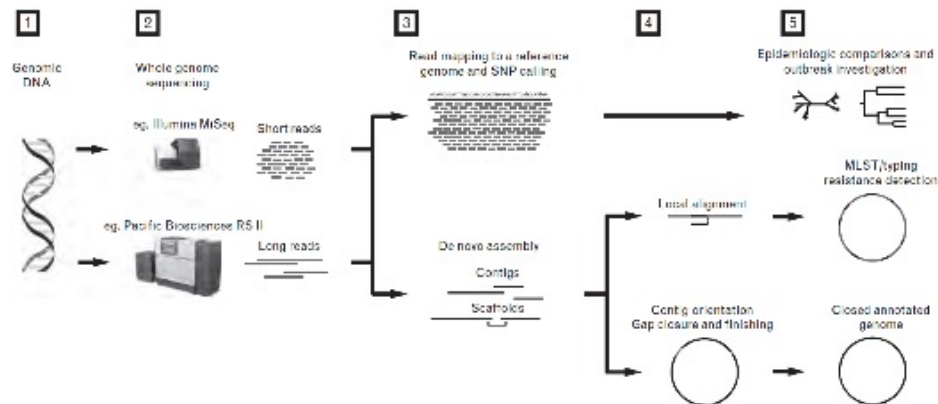 1
2
3
4
5
Genomic
DNA
Whole genome
sequencing
eg. Illumina MiSeq
Short reads
eg. Pacific Biosciences RS II
Long reads
Read mapping to a reference
genome and SNP calling
De novo assembly
Contigs
Scaffolds
Local alignment
Contig orientation
Gap closure and finishing
Epidemiologic comparisons and
outbreak investigation
MLST/typing
resistance detection
Closed annotated
genome